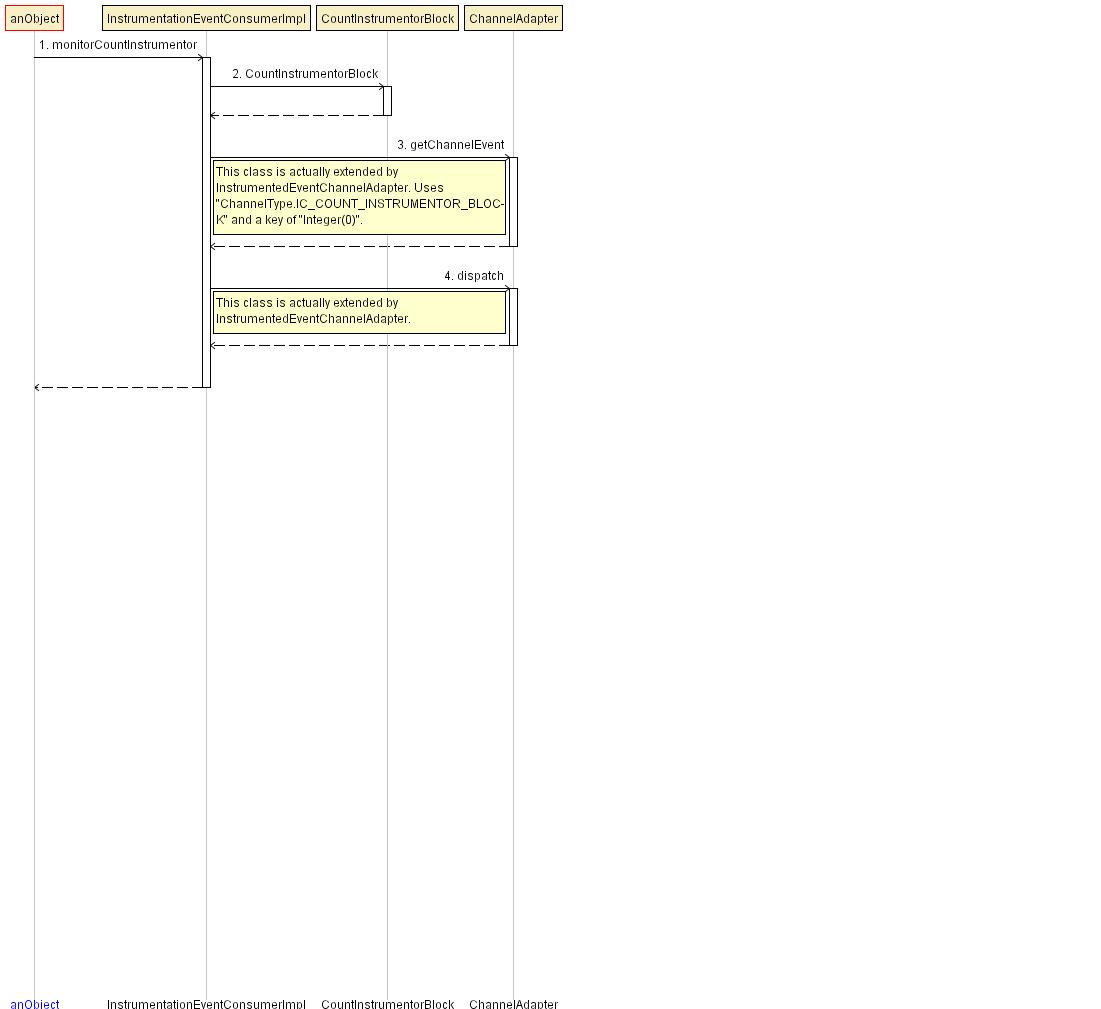 anObject InstrumentationEventConsumerImpl CountInstrumentorBlock ChannelAdapter
1. monitorCountInstrumentor
2. CountInstrumentorBlock
3. getChannelEvent
This class is actually extended by
InstrumentedEventChannelAdapter. Uses
"ChannelType.IC_COUNT_INSTRUMENTOR_BLOC-
K" and a key of "Integer(0)".
4. dispatch
This class is actually extended by
InstrumentedEventChannelAdapter.
anObject InstrumentationEventConsumerImpl CountInstrumentorBlock ChannelAdapter